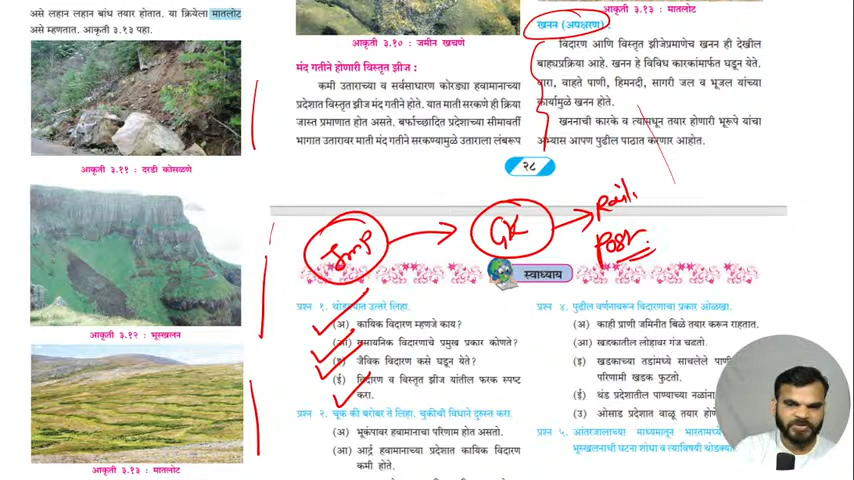 असे लहान लहान बांध तयार होतात. या क्रियेला मातलोट
असे म्हणतात. आकृती ३.१३ पहा.
आकृती ३.११ : दरडी कोसळणे
आकृती ३.१२ : भूस्खलन
आकृती ३.१३ : मातलोट
आकृती ३.१० : जमीन खचणे
मंद गतीने होणारी विस्तृत झीज :
कमी उताराच्या व सर्वसाधारण कोरड्या हवामानाच्या
प्रदेशात विस्तृत झीज मंद गतीने होते. यात माती सरकणे ही क्रिया
जास्त प्रमाणात होत असते. बर्फाच्छादित प्रदेशाच्या सीमावर्ती
भागात उतारावर माती मंद गतीने सरकण्यामुळे उताराला लंबरूप
आकृती ३.१३ : मातलोट
खनन (अपक्षरण)
विदारण आणि विस्तृत झीजेप्रमाणेच खनन ही देखील
बाह्यप्रक्रिया आहे. खनन हे विविध कारकांमार्फत घडून येते.
वारा, वाहते पाणी, हिमनदी, सागरी जल व भूजल यांच्या
कार्यामुळे खनन होते.
खननाची कारके व त्यामधून तयार होणारी भूरूपे यांचा
अभ्यास आपण पुढील पाठात करणार आहोत.
२८
Imp
GK
Rail.
Post.
स्वाध्याय
प्रश्न १. थोडक्यात उत्तरे लिहा.
(अ) कायिक विदारण म्हणजे काय?
(आ) रासायनिक विदारणाचे प्रमुख प्रकार कोणते?
(इ) जैविक विदारण कसे घडून येते?
(ई) विदारण व विस्तृत झीज यांतील फरक स्पष्ट
करा.
प्रश्न २. चूक की बरोबर ते लिहा. चुकीची विधाने दुरुस्त करा.
(अ) भूकंपावर हवामानाचा परिणाम होत असतो.
(आ) आर्द्र हवामानाच्या प्रदेशात कायिक विदारण
कमी होते.
प्रश्न ४. पुढील वर्णनावरून विदारणाचा प्रकार ओळखा.
(अ) काही प्राणी जमिनीत बिळे तयार करून राहतात.
(आ) खडकातील लोहावर गंज चढतो.
(इ) खडकाच्या तडांमध्ये साचलेले
परिणामी खडक फुटतो.
(ई) थंड प्रदेशातील पाण्याच्या नळांना
(उ) ओसाड प्रदेशात वाळू तयार
प्रश्न ५. आंतरजालाच्या माध्यमातून
भूस्खलनाची घटना शोधा व त्याविषयी